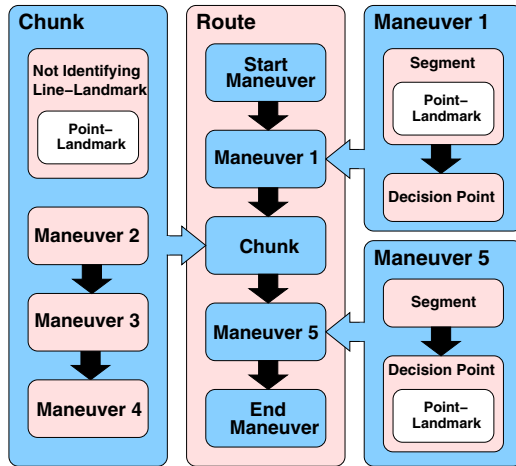 Chunk
Not Identifying
Line–Landmark
Point–
Landmark
Maneuver 2
Maneuver 3
Maneuver 4
Route
Start
Maneuver
Maneuver 1
Chunk
Maneuver 5
End
Maneuver
Maneuver 1
Segment
Point–
Landmark
Decision Point
Maneuver 5
Segment
Decision Point
Point–
Landmark